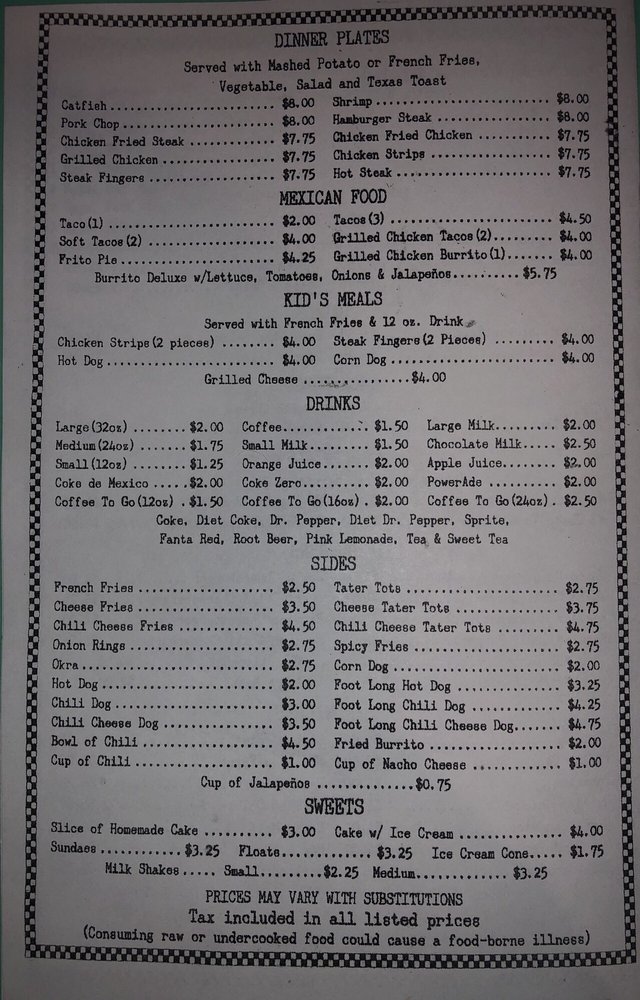 DINNER PLATES
Served with Mashed Potato or French Fries,
Vegetable, Salad and Texas Toast
Catfish ........................ $8.00 Shrimp ............................ $8.00
Pork Chop ...................... $8.00 Hamburger Steak ................... $8.00
Chicken Fried Steak ............ $7.75 Chicken Fried Chicken ........... $7.75
Grilled Chicken ................ $7.75 Chicken Strips .................... $7.75
Steak Fingers .................. $7.75 Hot Steak ......................... $7.75
MEXICAN FOOD
Taco(1) ........................ $2.00 Tacos(3) .......................... $4.50
Soft Tacos(2) .................. $4.00 Grilled Chicken Tacos(2)......... $4.00
Frito Pie ...................... $4.25 Grilled Chicken Burrito(1)....... $4.00
Burrito Deluxe w/Lettuce, Tomatoes, Onions & Jalapeños.......... $5.75
KID'S MEALS
Served with French Fries & 12 oz. Drink
Chicken Strips(2 pieces) ........ $4.00 Steak Fingers(2 Pieces) ......... $4.00
Hot Dog ........................ $4.00 Corn Dog ........................ $4.00
Grilled Cheese ................$4.00
DRINKS
Large(32oz) ........ $2.00 Coffee............. $1.50 Large Milk.......... $2.00
Medium(24oz) ....... $1.75 Small Milk......... $1.50 Chocolate Milk..... $2.50
Small(12oz) ........ $1.25 Orange Juice....... $2.00 Apple Juice......... $2.00
Coke de Mexico ..... $2.00 Coke Zero.......... $2.00 PowerAde .......... $2.00
Coffee To Go(12oz) . $1.50 Coffee To Go(16oz) . $2.00 Coffee To Go(24oz) . $2.50
Coke, Diet Coke, Dr. Pepper, Diet Dr. Pepper, Sprite,
Fanta Red, Root Beer, Pink Lemonade, Tea & Sweet Tea
SIDES
French Fries .................... $2.50 Tater Tots ...................... $2.75
Cheese Fries .................... $3.50 Cheese Tater Tots ............... $3.75
Chili Cheese Fries .............. $4.50 Chili Cheese Tater Tots ......... $4.75
Onion Rings ..................... $2.75 Spicy Fries ..................... $2.75
Okra ............................ $2.75 Corn Dog ........................ $2.00
Hot Dog ......................... $2.00 Foot Long Hot Dog ............... $3.25
Chili Dog ....................... $3.00 Foot Long Chili Dog ............. $4.25
Chili Cheese Dog ................ $3.50 Foot Long Chili Cheese Dog....... $4.75
Bowl of Chili ................... $4.50 Fried Burrito ................... $2.00
Cup of Chili .................... $1.00 Cup of Nacho Cheese ............. $1.00
Cup of Jalapeños ..............$0.75
SWEETS
Slice of Homemade Cake .......... $3.00 Cake w/ Ice Cream ............... $4.00
Sundaes ............ $3.25 Floats............. $3.25 Ice Cream Cone..... $1.75
Milk Shakes ..... Small......... $2.25 Medium............. $3.25
PRICES MAY VARY WITH SUBSTITUTIONS
Tax included in all listed prices
(Consuming raw or undercooked food could cause a food-borne illness)